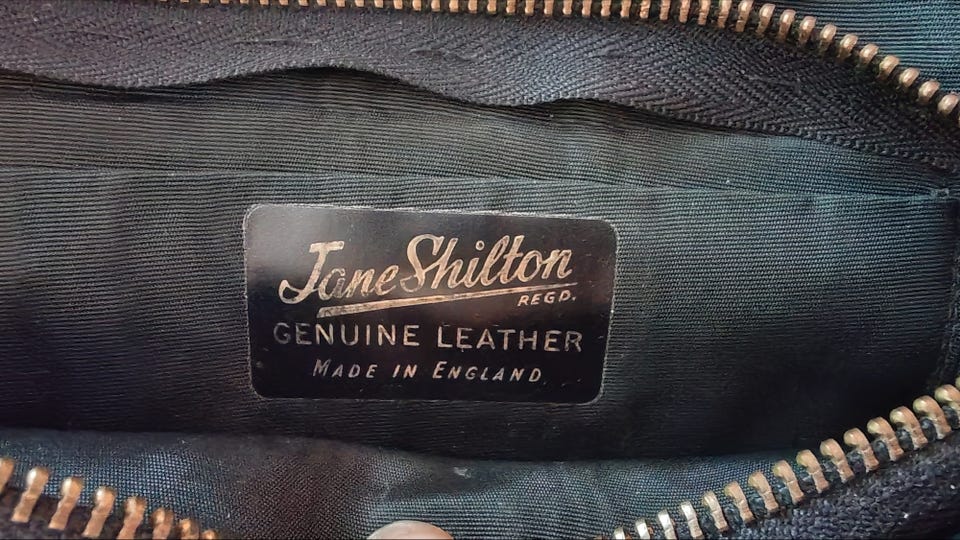 Jane Shilton
REGD.
GENUINE LEATHER
MADE IN ENGLAND